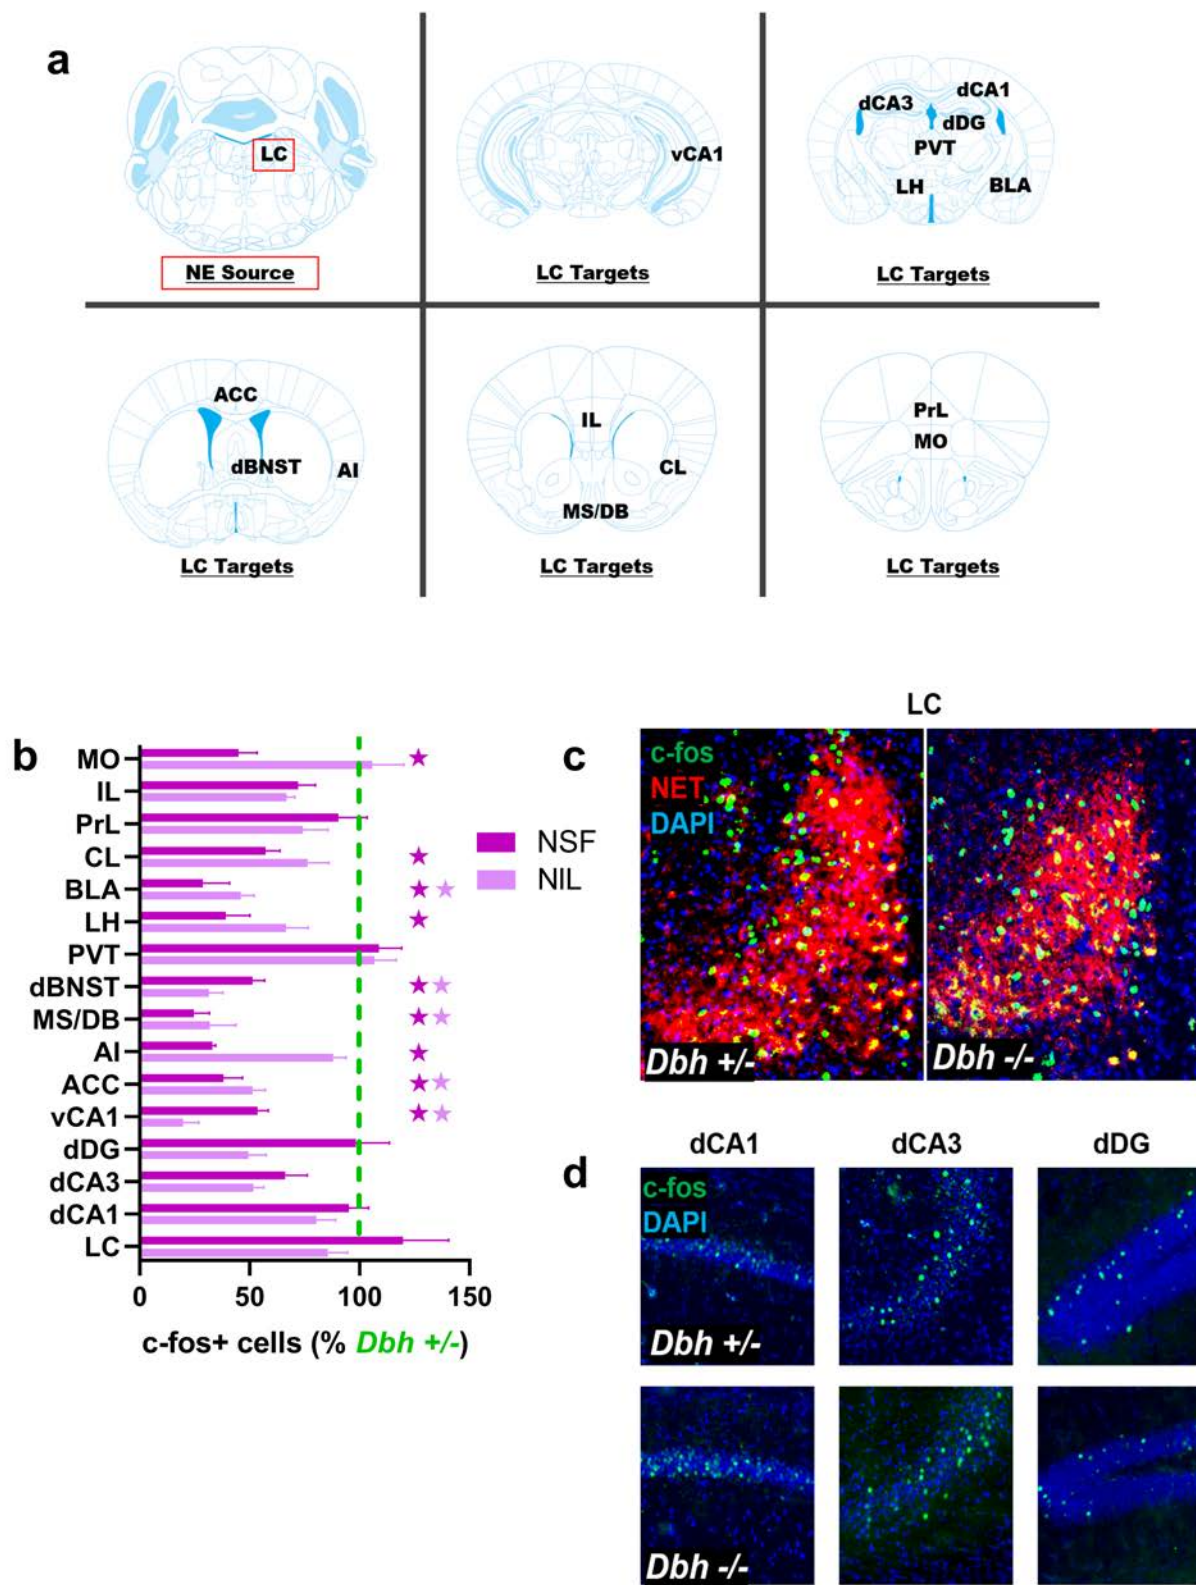 a
LC
NE Source
vCA1
LC Targets
dCA3
dCA1
dDG
PVT
LH
BLA
LC Targets
ACC
dBNST
AI
LC Targets
IL
CL
MS/DB
LC Targets
PrL
MO
LC Targets
b
MO
IL
PrL
CL
BLA
LH
PVT
dBNST
MS/DB
AI
ACC
vCA1
dDG
dCA3
dCA1
LC
0 50 100 150
c-fos+ cells (% Dbh +/-)
NSF
NIL
c
LC
c-fos
NET
DAPI
Dbh +/-
Dbh -/-
d
dCA1 dCA3 dDG
c-fos
DAPI
Dbh +/-
Dbh -/-